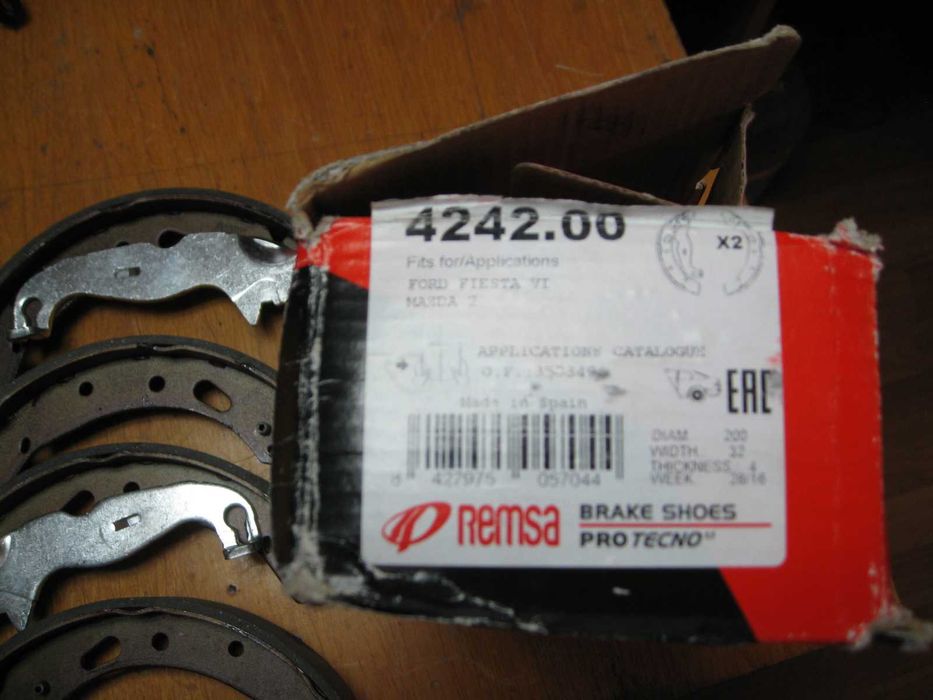 4242.00
X2
Fits for/Applications
FORD FIESTA VI
MAZDA 2
APPLICATIONS CATALOGUE
O.F.
Made in Spain
EAC
DIAM. 200
WIDTH. 32
THICKNESS. 4
WEEK 28/16
8 427975 057044
Remsa
BRAKE SHOES
PROTECNO